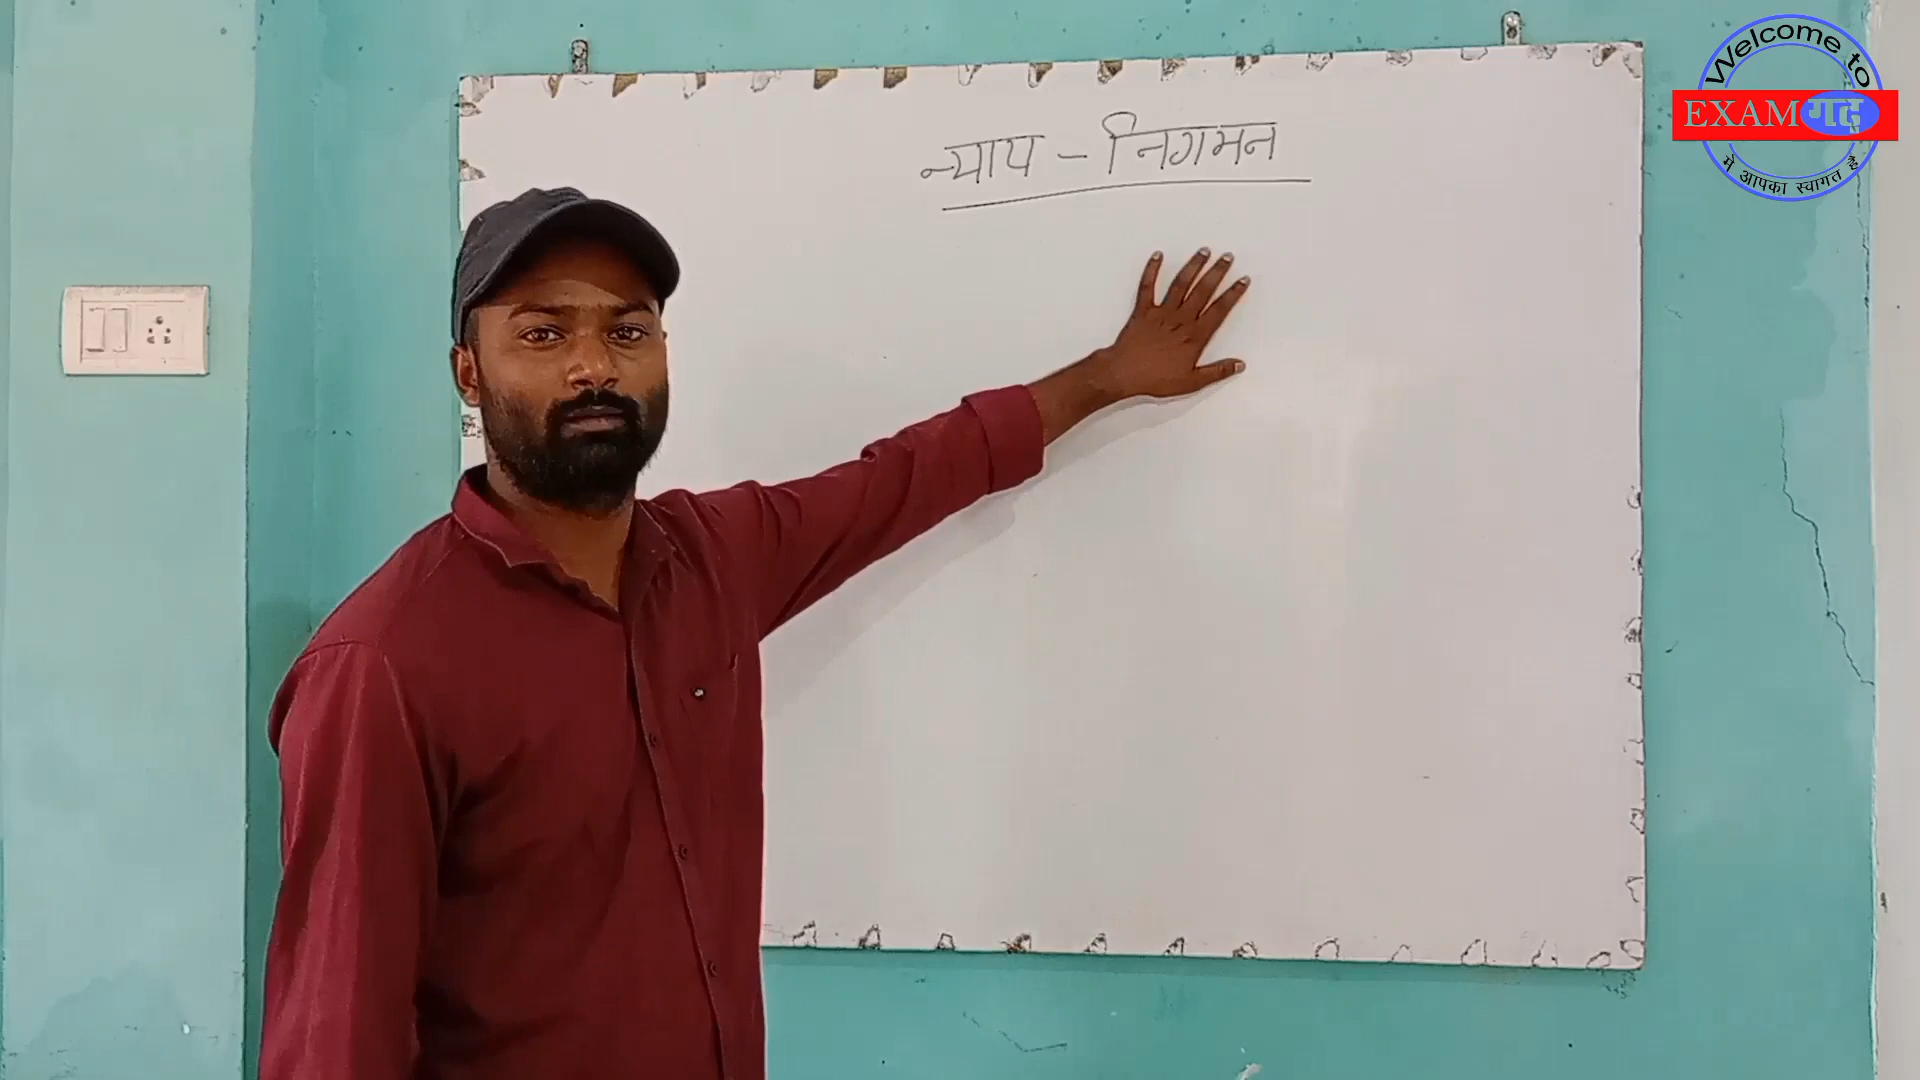 न्याय - निगमन
Welcome to
EXAMगढ़
में आपका स्वागत है